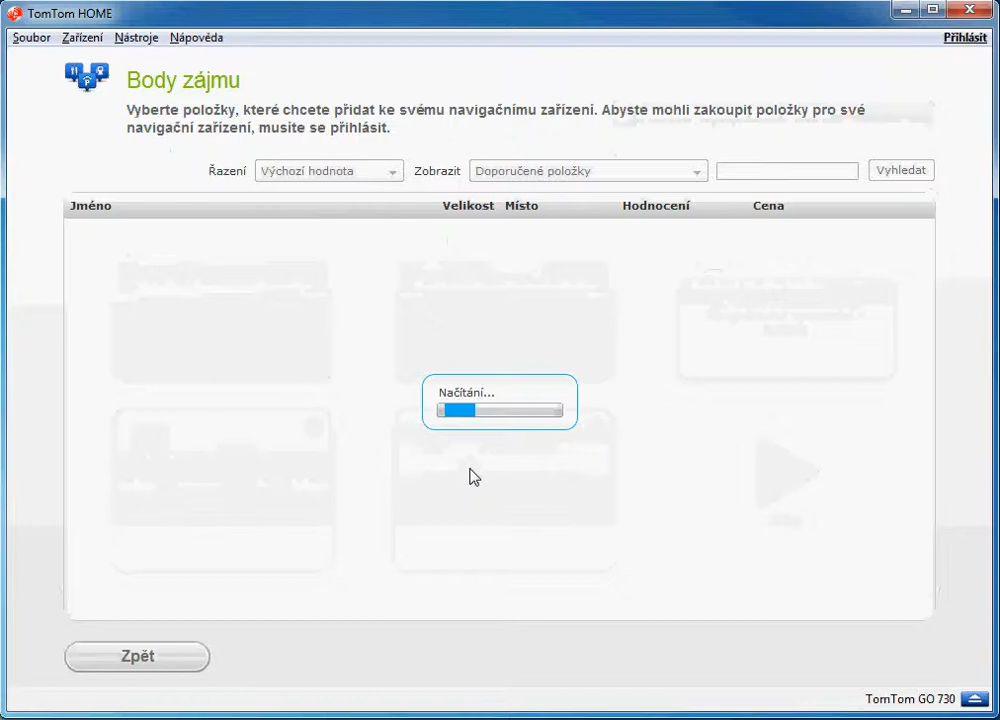 TomTom HOME
Soubor Zařízení Nástroje Nápověda Přihlásit
Body zájmu
Vyberte položky, které chcete přidat ke svému navigačnímu zařízení. Abyste mohli zakoupit položky pro své
navigační zařízení, musíte se přihlásit.
Řazení Výchozí hodnota Zobrazit Doporučené položky Vyhledat
Jméno Velikost Místo Hodnocení Cena
Načítání...
Zpět
TomTom GO 730